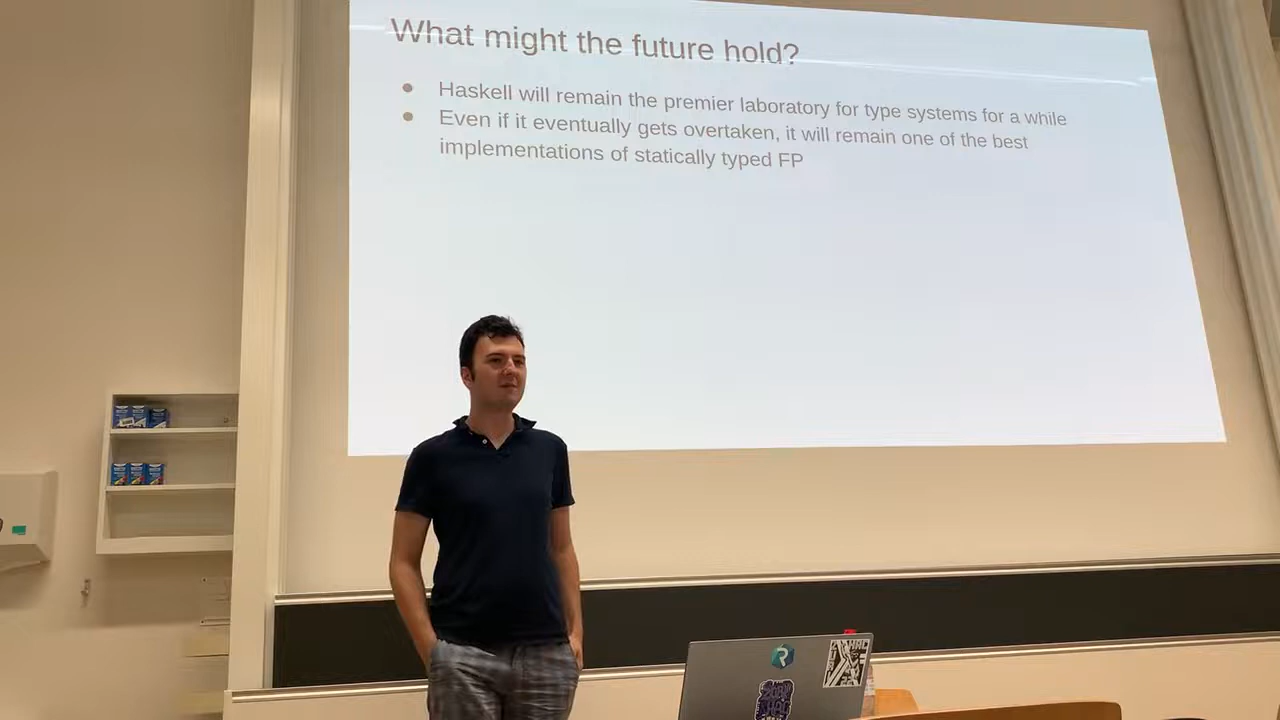 What might the future hold?
Haskell will remain the premier laboratory for type systems for a while
Even if it eventually gets overtaken, it will remain one of the best
implementations of statically typed FP